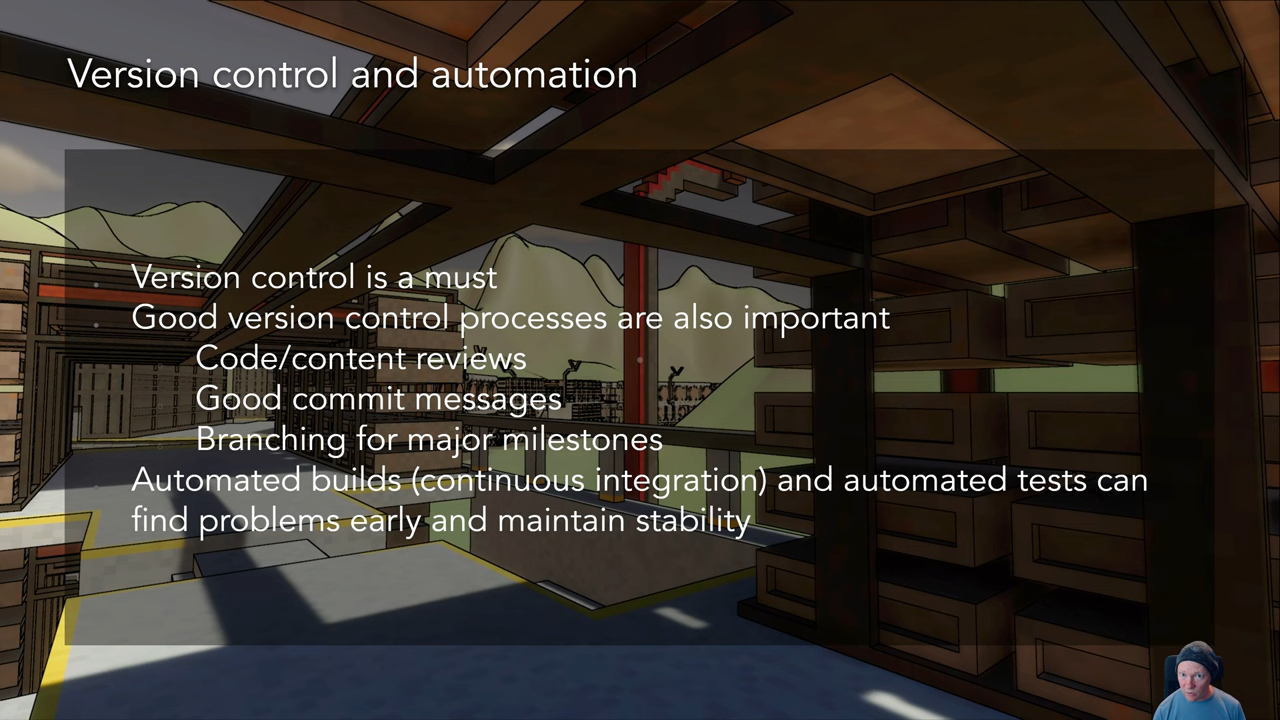 Version control and automation
Version control is a must
Good version control processes are also important
Code/content reviews
Good commit messages
Branching for major milestones
Automated builds (continuous integration) and automated tests can
find problems early and maintain stability